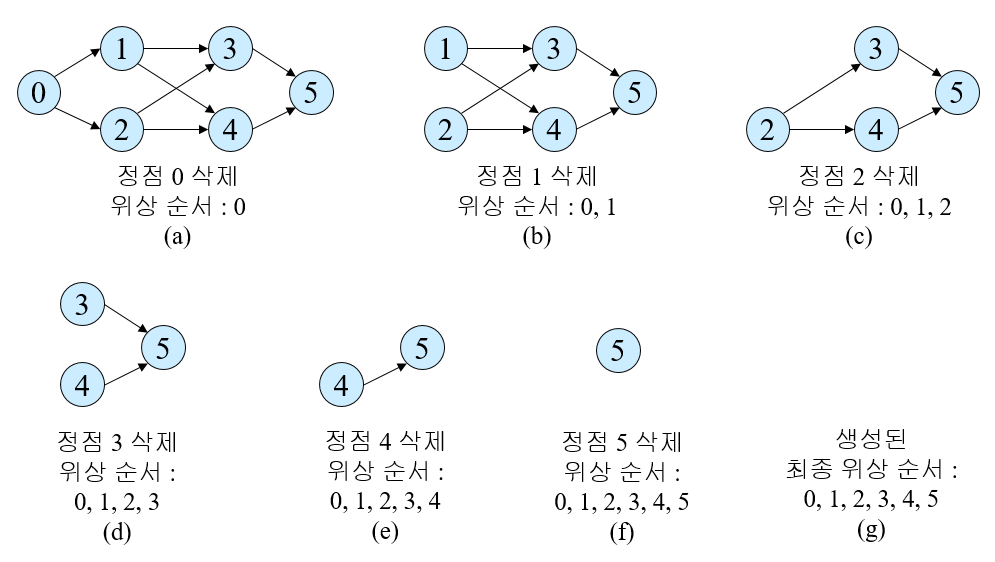 0
1
2
3
4
5
정점 0 삭제
위상 순서 : 0
(a)
1
2
3
4
5
정점 1 삭제
위상 순서 : 0, 1
(b)
2
3
4
5
정점 2 삭제
위상 순서 : 0, 1, 2
(c)
3
4
5
정점 3 삭제
위상 순서 :
0, 1, 2, 3
(d)
4
5
정점 4 삭제
위상 순서 :
0, 1, 2, 3, 4
(e)
5
정점 5 삭제
위상 순서 :
0, 1, 2, 3, 4, 5
(f)
생성된
최종 위상 순서 :
0, 1, 2, 3, 4, 5
(g)